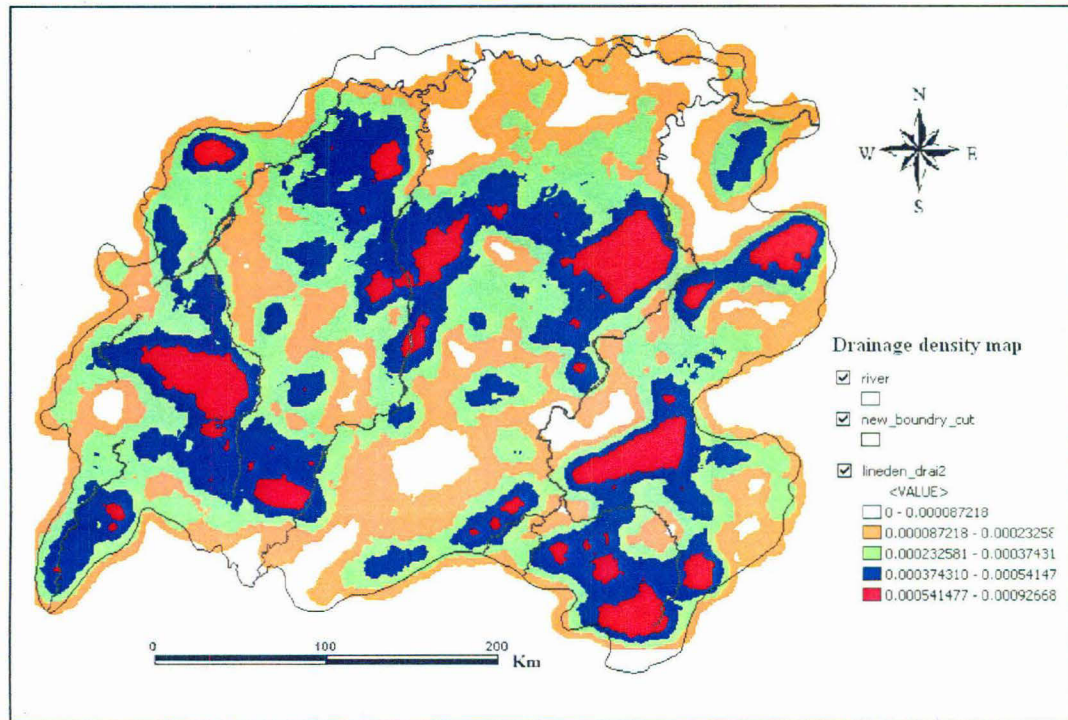 N
W E
S
Drainage density map
river
new_boundry_cut
lineden_drai2
<VALUE>
0 - 0.000087218
0.000087218 - 0.00023258
0.000232581 - 0.00037431
0.000374310 - 0.00054147
0.000541477 - 0.00092668
0 100 200
Km